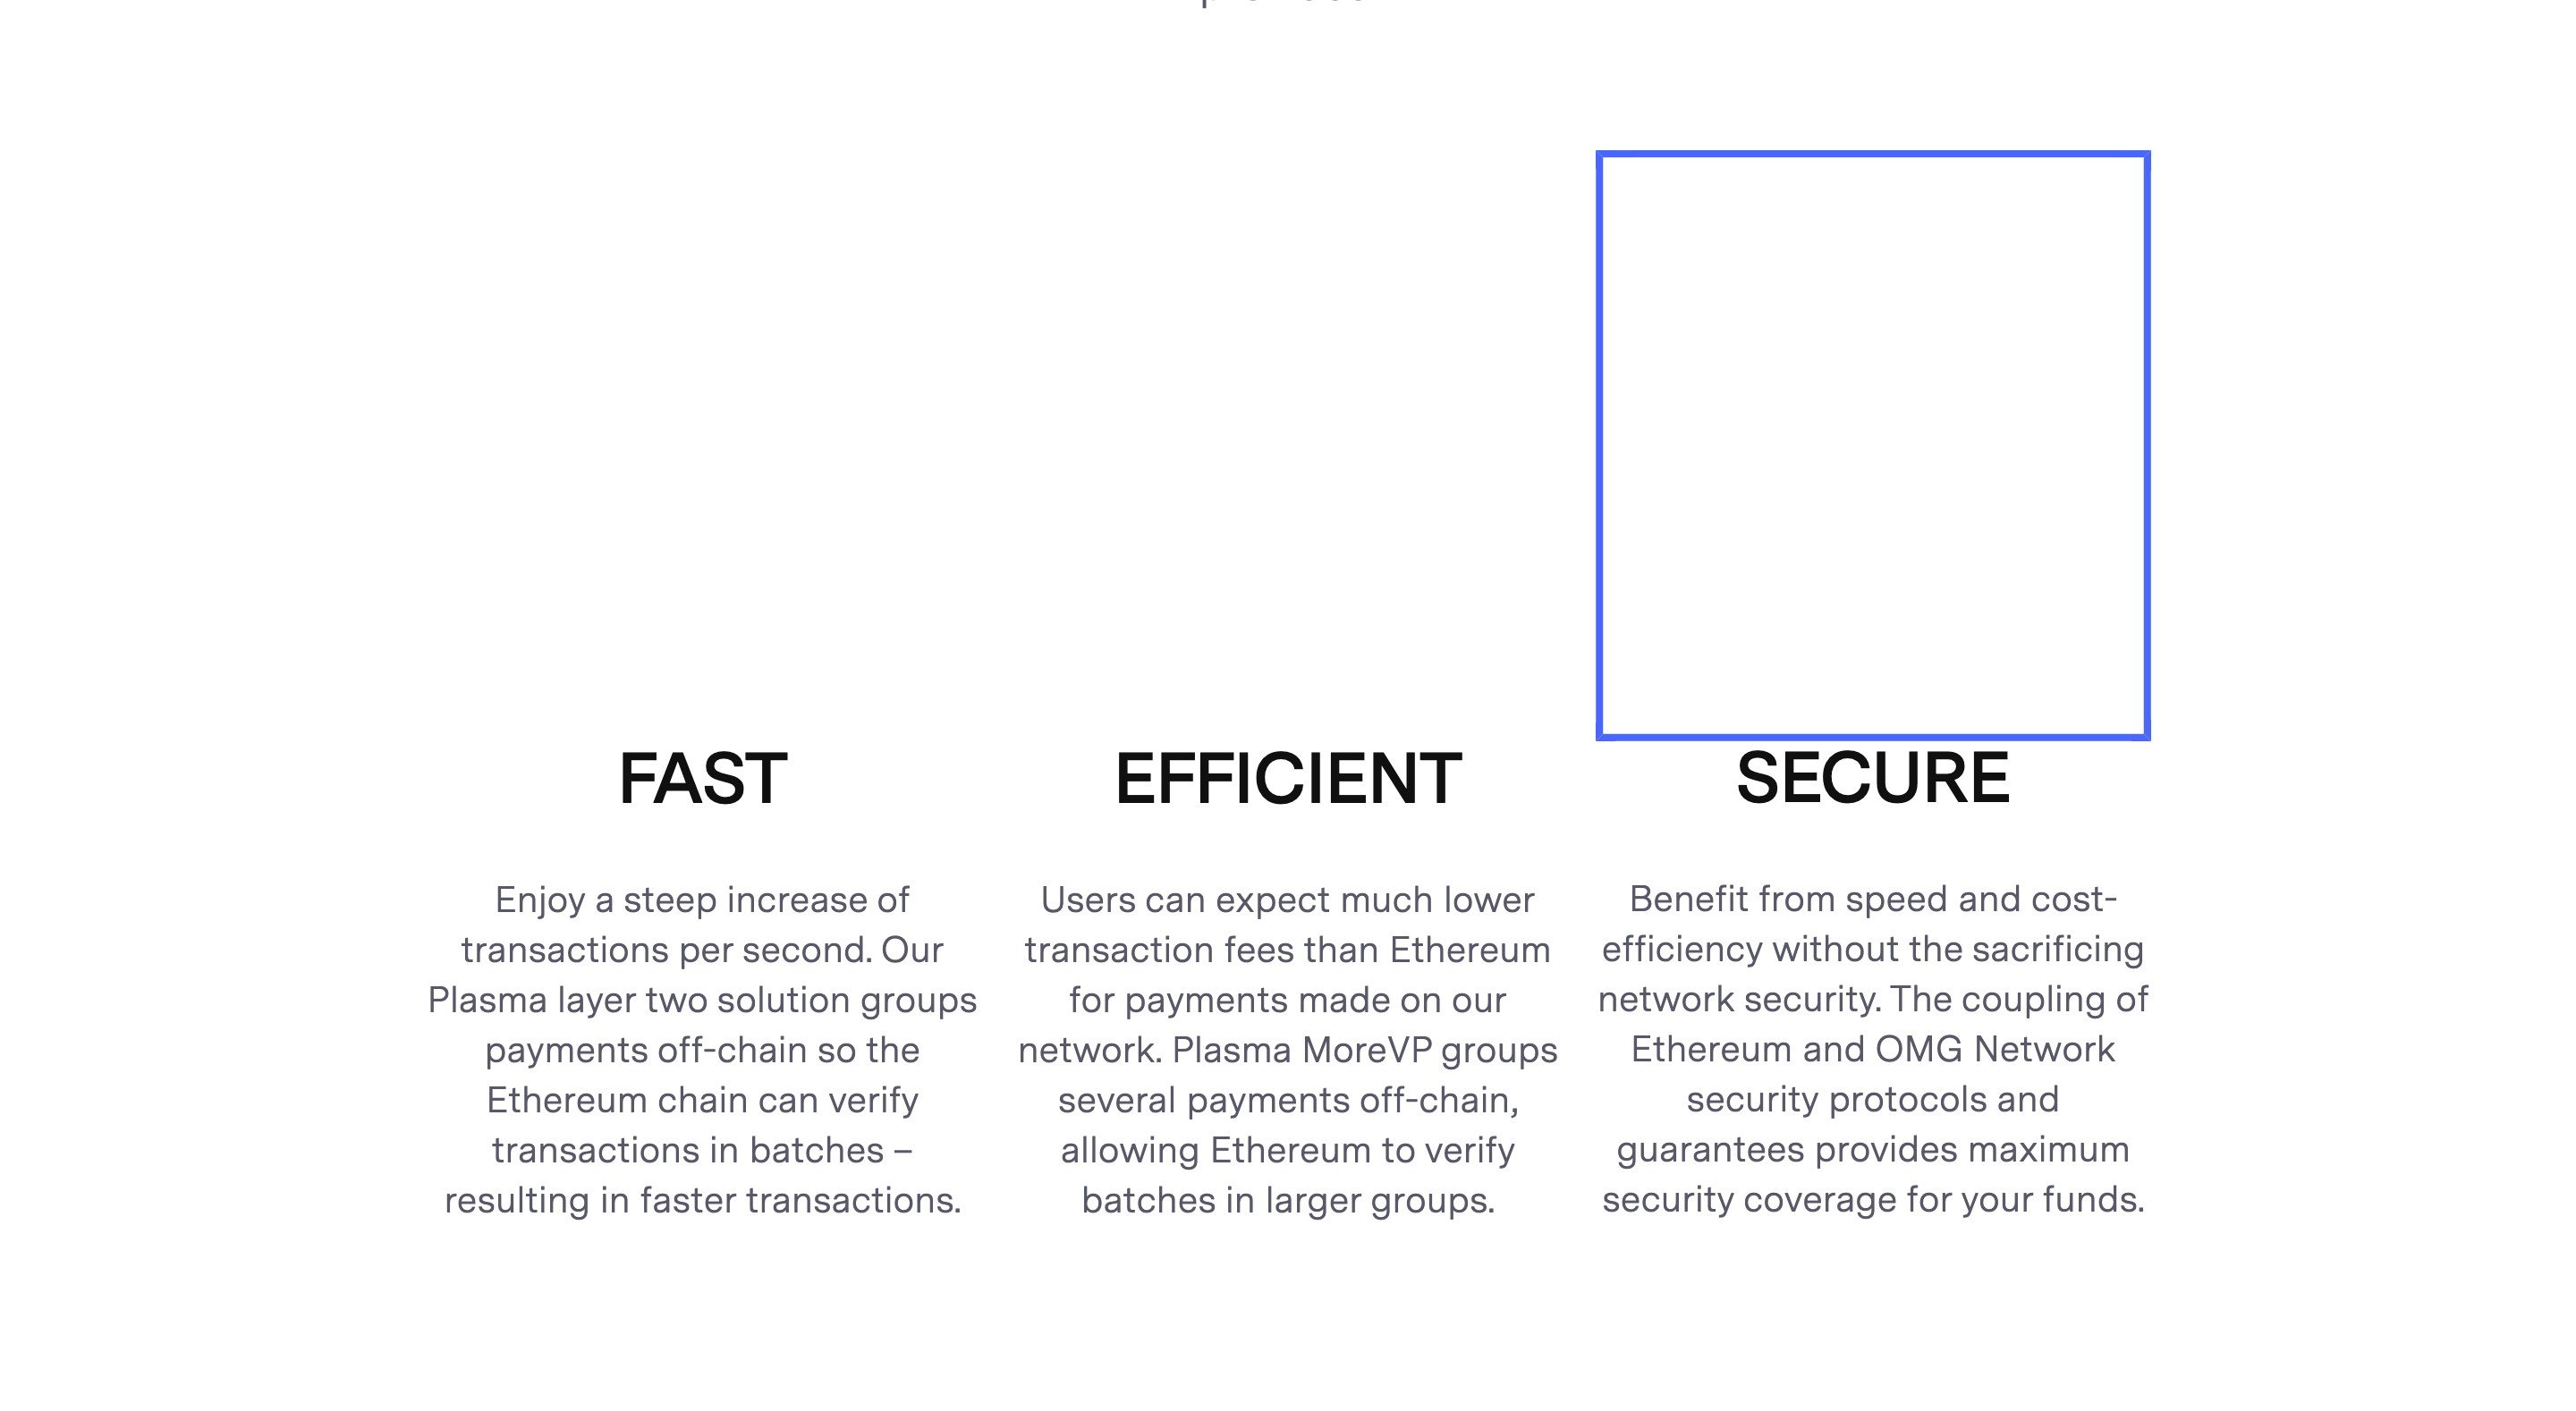 FAST
Enjoy a steep increase of
transactions per second. Our
Plasma layer two solution groups
payments off-chain so the
Ethereum chain can verify
transactions in batches –
resulting in faster transactions.
EFFICIENT
Users can expect much lower
transaction fees than Ethereum
for payments made on our
network. Plasma MoreVP groups
several payments off-chain,
allowing Ethereum to verify
batches in larger groups.
SECURE
Benefit from speed and cost-
efficiency without the sacrificing
network security. The coupling of
Ethereum and OMG Network
security protocols and
guarantees provides maximum
security coverage for your funds.